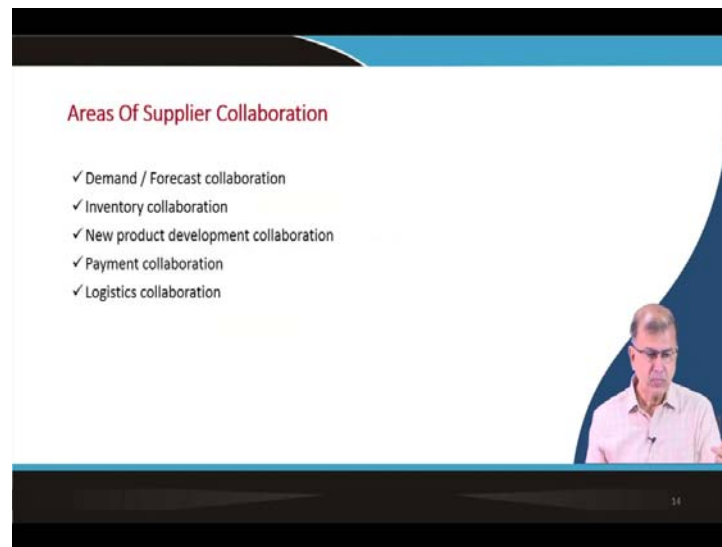 Areas Of Supplier Collaboration
✓ Demand / Forecast collaboration
✓ Inventory collaboration
✓ New product development collaboration
✓ Payment collaboration
✓ Logistics collaboration
14